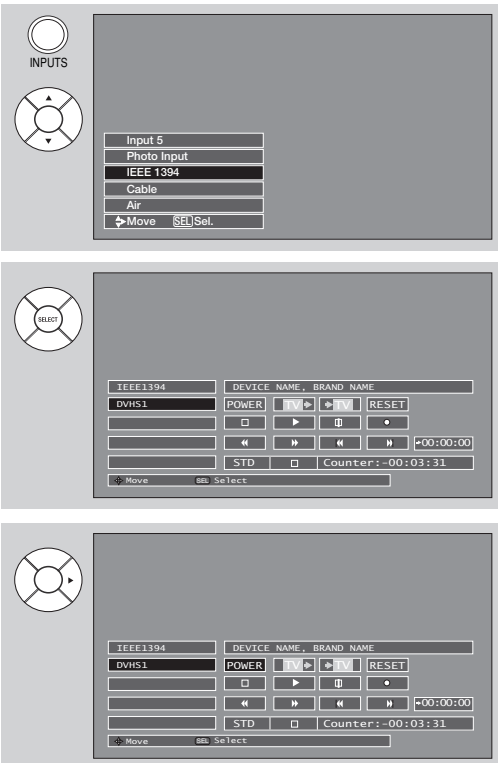 INPUTS
Input 5
Photo Input
IEEE 1394
Cable
Air
Move SEL Sel.
SELECT
IEEE1394 DEVICE NAME, BRAND NAME
DVHS1 POWER TV TV RESET
00:00:00
STD Counter:-00:03:31
Move SEL Select
IEEE1394 DEVICE NAME, BRAND NAME
DVHS1 POWER TV TV RESET
00:00:00
STD Counter:-00:03:31
Move SEL Select